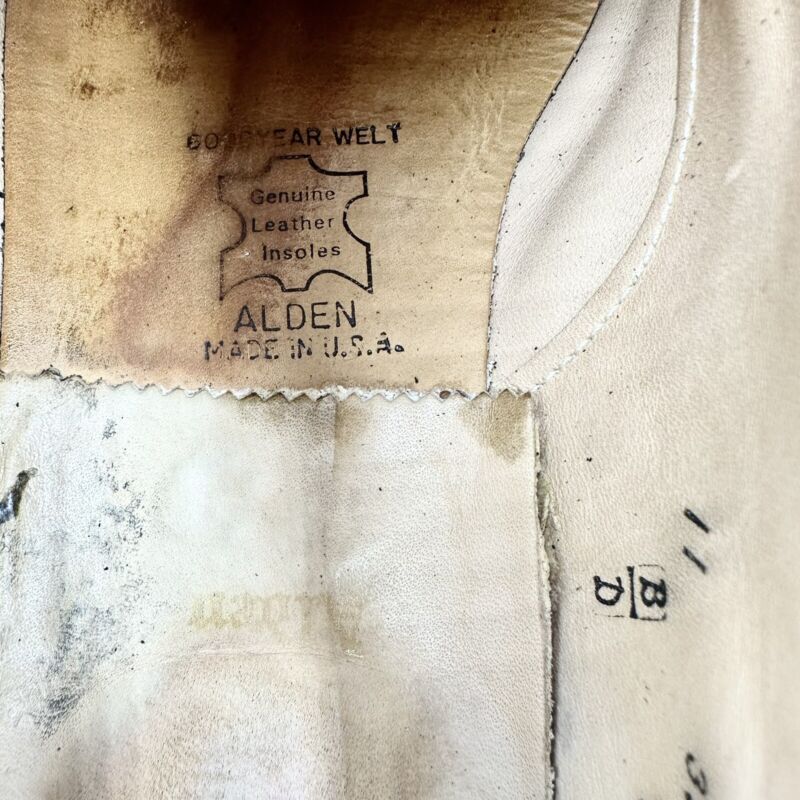 GOODYEAR WELT
Genuine
Leather
Insoles
ALDEN
MADE IN U.S.A.
11
B
D